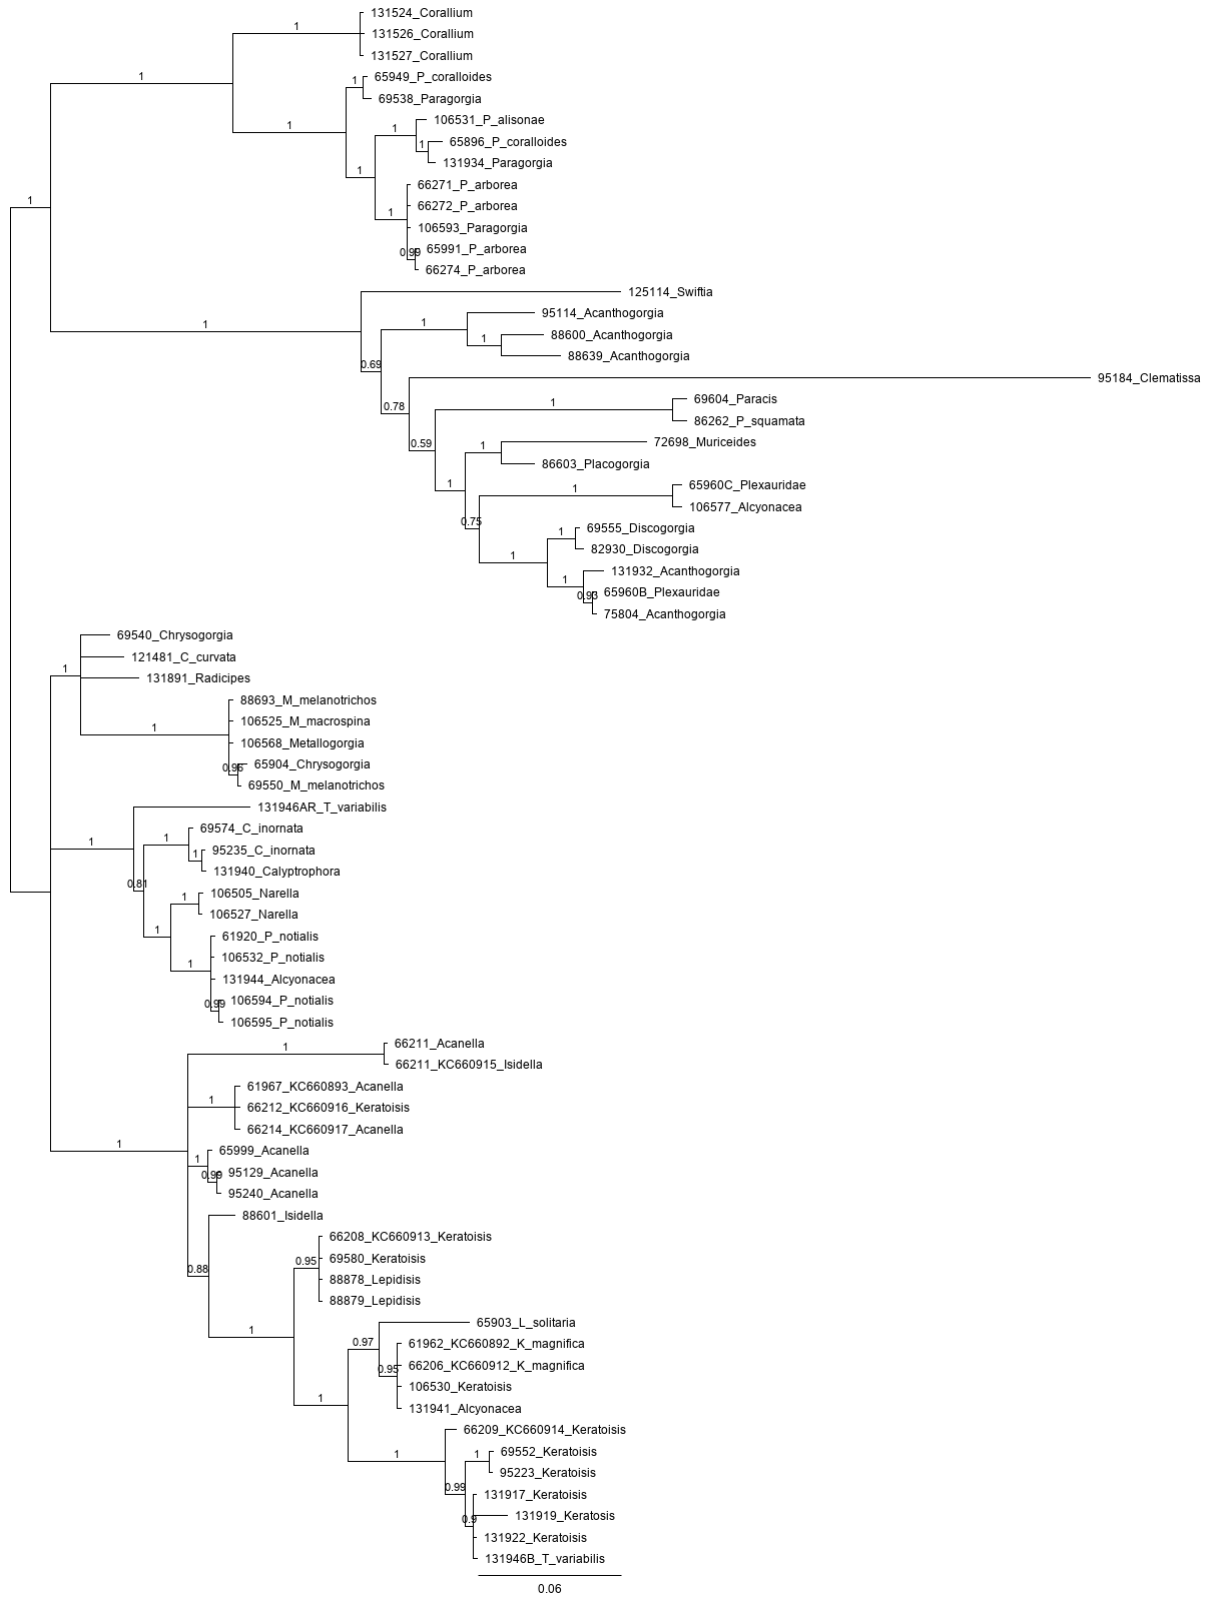 131524_Corallium
1
131526_Corallium
131527_Corallium
1
65949_P_coralloides
1
69538_Paragorgia
106531_P_alisonae
1
1
65896_P_coralloides
1
131934_Paragorgia
1
66271_P_arborea
66272_P_arborea
1
1
106593_Paragorgia
65991_P_arborea
0.99
66274_P_arborea
125114_Swiftia
95114_Acanthogorgia
1
1
88600_Acanthogorgia
1
88639_Acanthogorgia
0.69
95184_Clematissa
69604_Paracis
0.78
1
86262_P_squamata
72698_Muriceides
0.59
1
86603_Placogorgia
1
65960C_Plexauridae
1
106577_Alcyonacea
0.75
69555_Discogorgia
1
82930_Discogorgia
1
131932_Acanthogorgia
1
65960B_Plexauridae
0.93
75804_Acanthogorgia
69540_Chrysogorgia
121481_C_curvata
1
131891_Radicipes
88693_M_melanotrichos
106525_M_macrospina
1
106568_Metallogorgia
65904_Chrysogorgia
0.96
69550_M_melanotrichos
131946AR_T_variabilis
69574_C_inornata
1
1
95235_C_inornata
1
131940_Calyptrophora
0.81
106505_Narella
1
106527_Narella
1
61920_P_notialis
106532_P_notialis
1
131944_Alcyonacea
106594_P_notialis
0.99
106595_P_notialis
66211_Acanella
1
66211_KC660915_Isidella
61967_KC660893_Acanella
1
66212_KC660916_Keratoisis
66214_KC660917_Acanella
1
65999_Acanella
1
95129_Acanella
95240_Acanella
88601_Isidella
66208_KC660913_Keratoisis
0.95
69580_Keratoisis
0.88
88878_Lepidisis
88879_Lepidisis
65903_L_solitaria
1
0.97
61962_KC660892_K_magnifica
66206_KC660912_K_magnifica
0.95
106530_Keratoisis
1
131941_Alcyonacea
66209_KC660914_Keratoisis
1
1
69552_Keratoisis
95223_Keratoisis
0.99
131917_Keratoisis
131919_Keratosis
0.9
131922_Keratoisis
131946B_T_variabilis
0.06